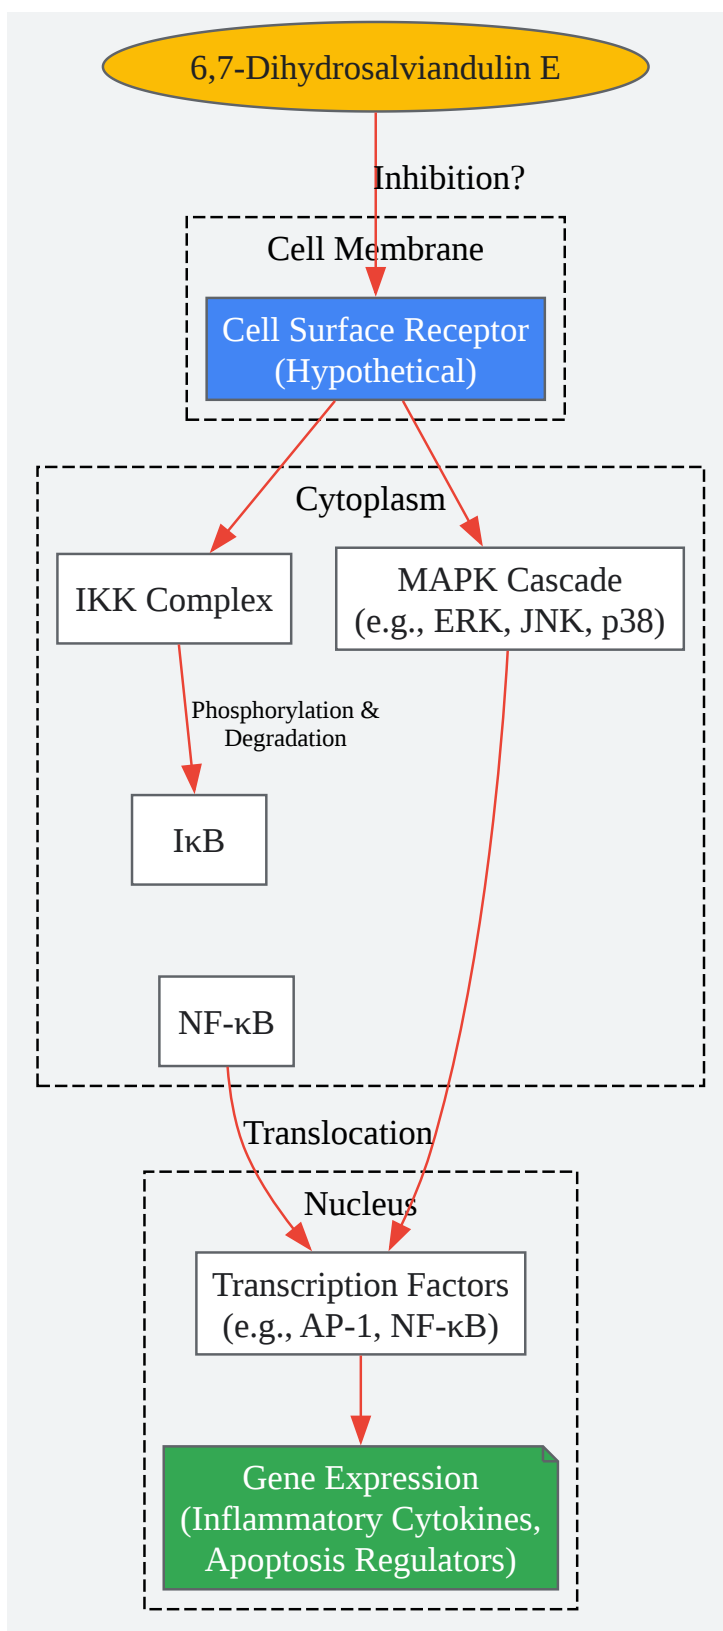 6,7-Dihydrosalviandulin E
Inhibition?
Cell Membrane
Cell Surface Receptor
(Hypothetical)
Cytoplasm
IKK Complex
MAPK Cascade
(e.g., ERK, JNK, p38)
Phosphorylation &
Degradation
IκB
NF-κB
Translocation
Nucleus
Transcription Factors
(e.g., AP-1, NF-κB)
Gene Expression
(Inflammatory Cytokines,
Apoptosis Regulators)